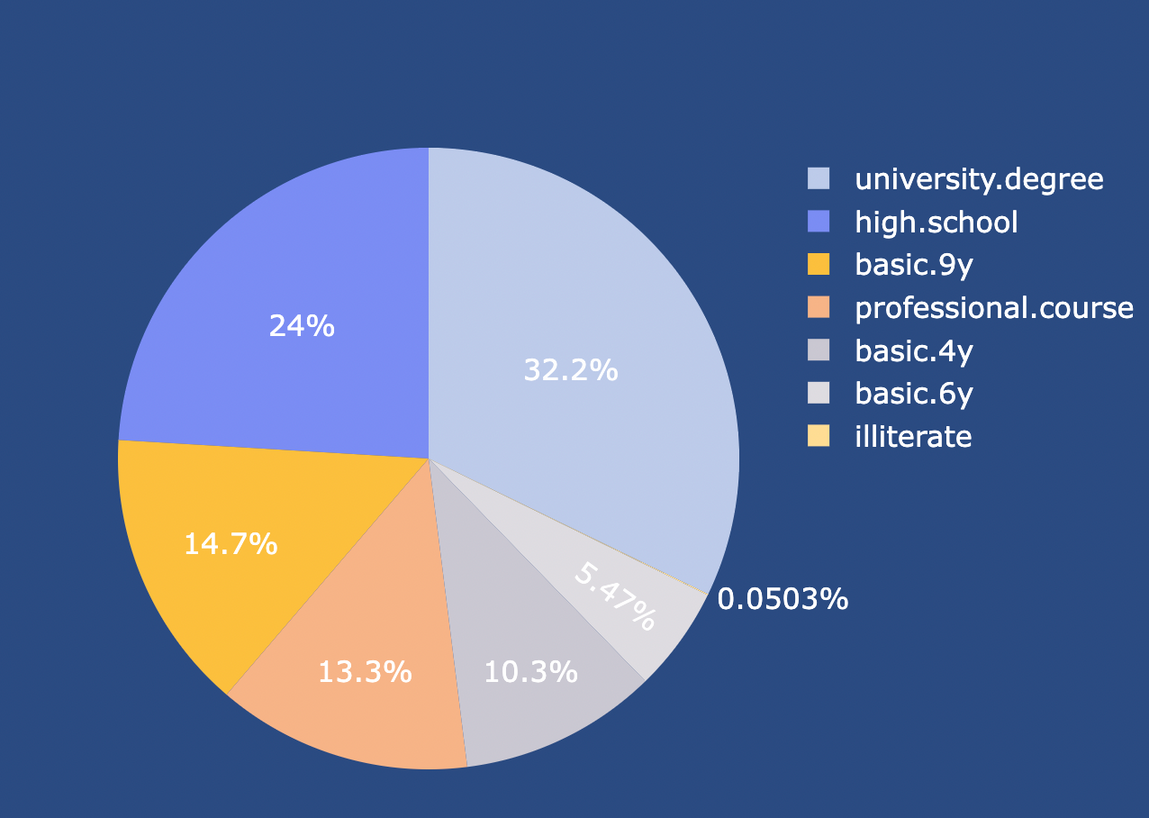 24%
32.2%
14.7%
5.47%
0.0503%
13.3%
10.3%
university.degree
high.school
basic.9y
professional.course
basic.4y
basic.6y
illiterate